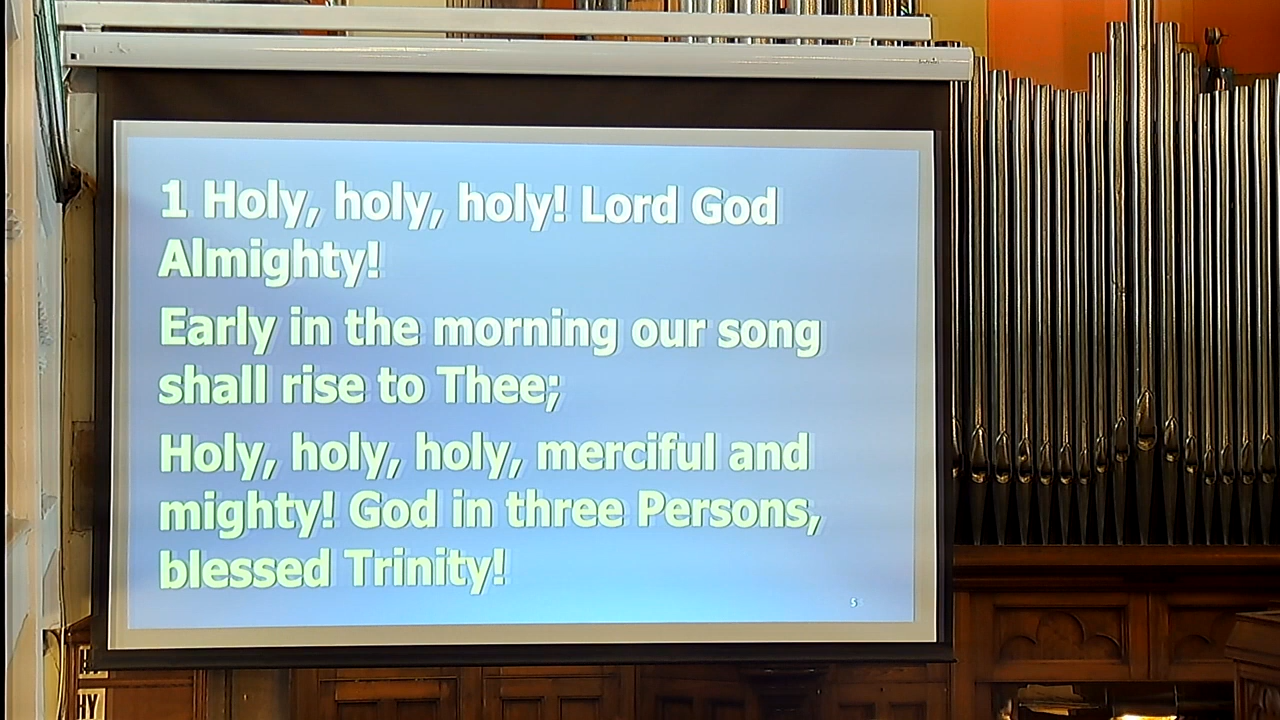 1 Holy, holy, holy! Lord God
Almighty!
Early in the morning our song
shall rise to Thee;
Holy, holy, holy, merciful and
mighty! God in three Persons,
blessed Trinity!
5